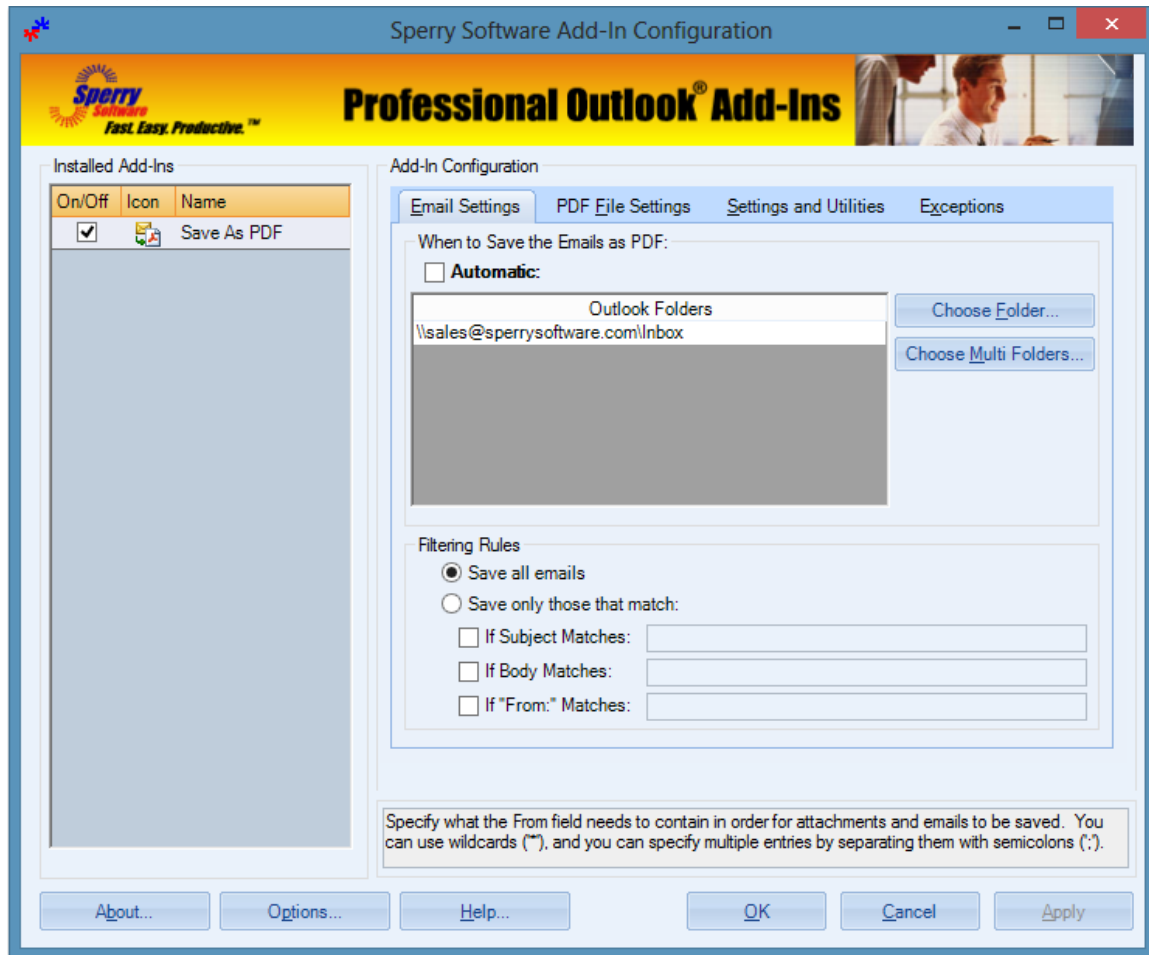 Sperry Software Add-In Configuration
Sperry
Software
Fast. Easy. Productive.™
Professional Outlook® Add-Ins
Installed Add-Ins
On/Off Icon Name
Save As PDF
Add-In Configuration
Email Settings PDF File Settings Settings and Utilities Exceptions
When to Save the Emails as PDF:
Automatic:
Outlook Folders
\\sales@sperrysoftware.com\Inbox
Choose Folder...
Choose Multi Folders...
Filtering Rules
Save all emails
Save only those that match:
If Subject Matches:
If Body Matches:
If "From:" Matches:
Specify what the From field needs to contain in order for attachments and emails to be saved. You
can use wildcards ('*'), and you can specify multiple entries by separating them with semicolons (';').
About... Options... Help... OK Cancel Apply